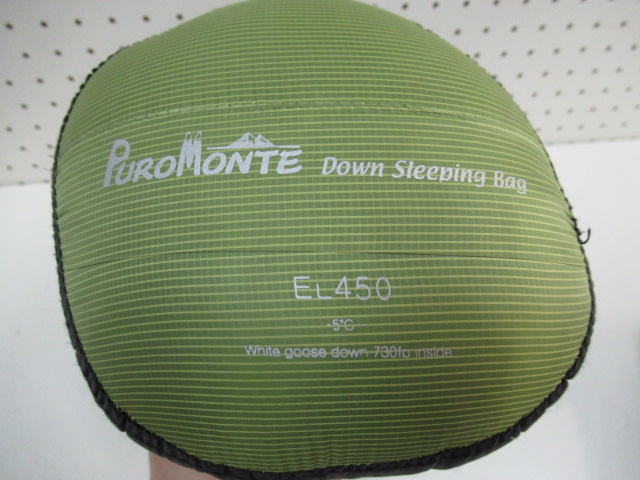 PUROMONTE Down Sleeping Bag
EL450
-5°C
White goose down 730fp inside